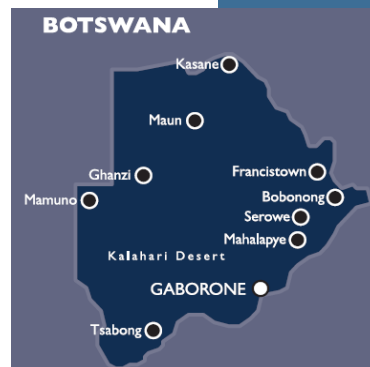 BOTSWANA
Kasane
Maun
Ghanzi
Francistown
Mamuno
Bobonong
Serowe
Mahalapye
Kalahari Desert
GABORONE
Tsabong